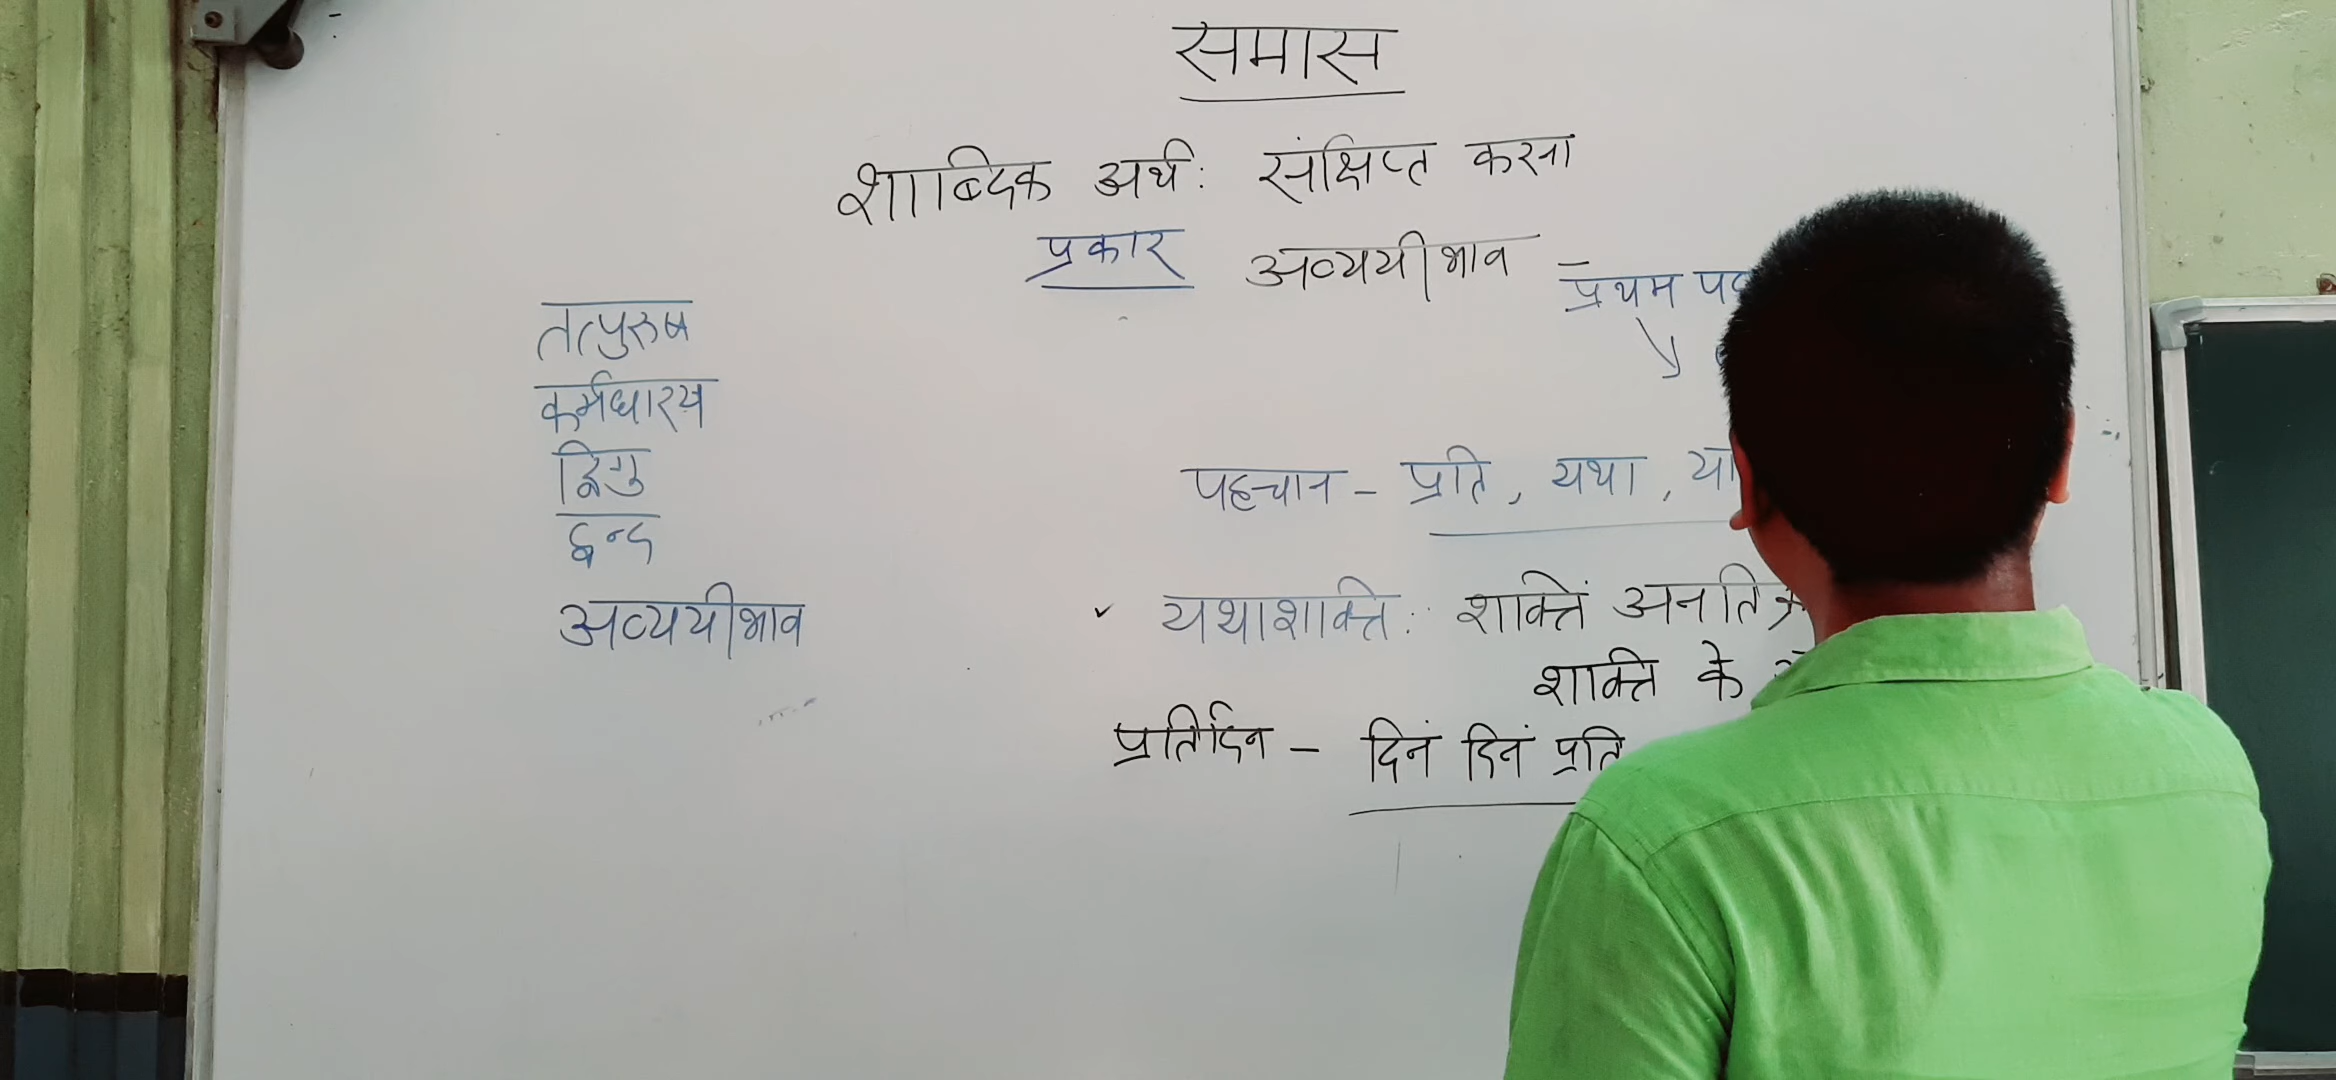 समास
शाब्दिक अर्थ: संक्षिप्त करना
प्रकार
अव्ययीभाव - प्रथम
तत्पुरुष
कर्मधारय
द्विगु
द्वन्द
अव्ययीभाव
पहचान - प्रति, यथा,
यथाशक्ति: शक्तिं
शक्ति के
प्रतिदिन - दिनं दिनं प्रति